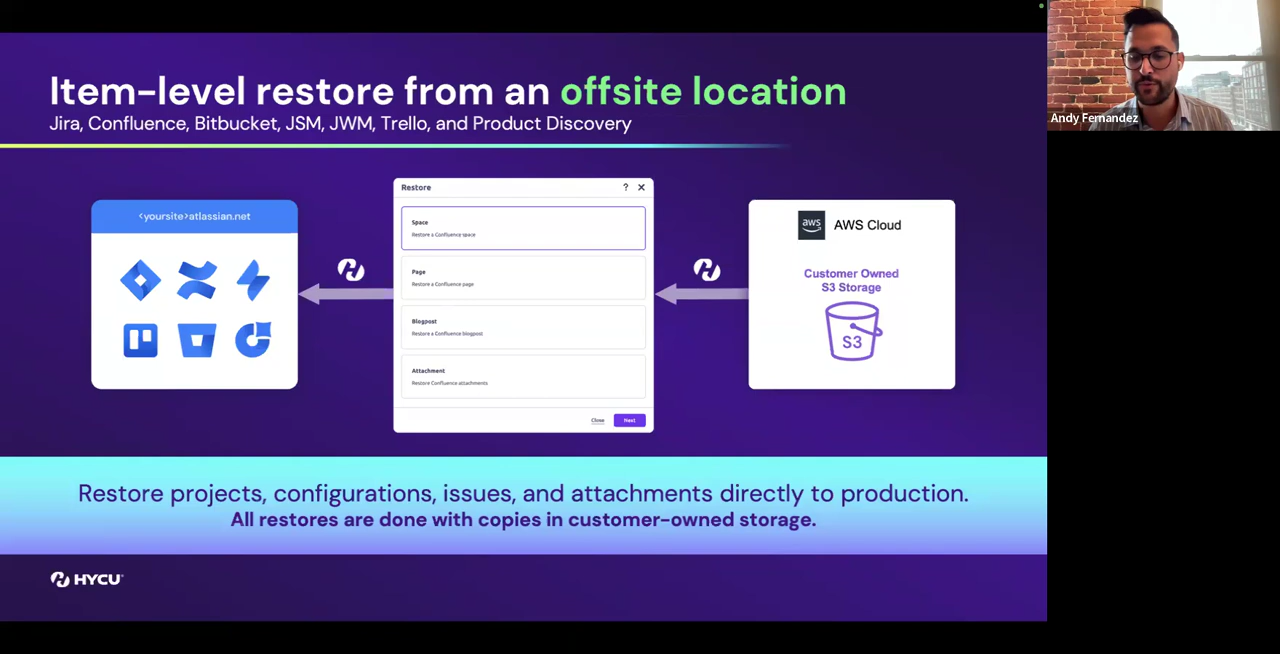 Item-level restore from an offsite location
Jira, Confluence, Bitbucket, JSM, JWM, Trello, and Product Discovery
Andy Fernandez
<yoursite>atlassian.net
Restore ? ✕
Space
Restore a Confluence space
Page
Restore a Confluence page
Blogpost
Restore a Confluence blogpost
Attachment
Restore Confluence attachments
Close Next
aws AWS Cloud
Customer Owned
S3 Storage
S3
Restore projects, configurations, issues, and attachments directly to production.
All restores are done with copies in customer-owned storage.
HYCU